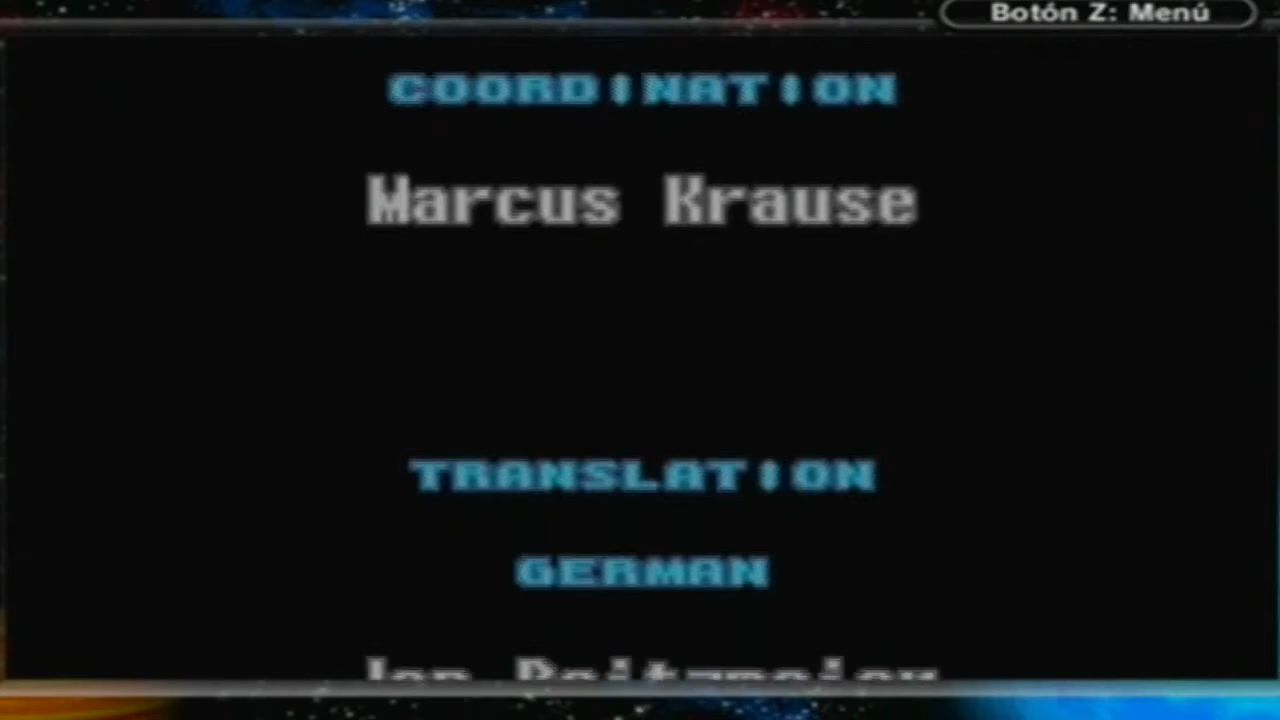 Botón Z: Menú
COORDINATION
Marcus Krause
TRANSLATION
GERMAN